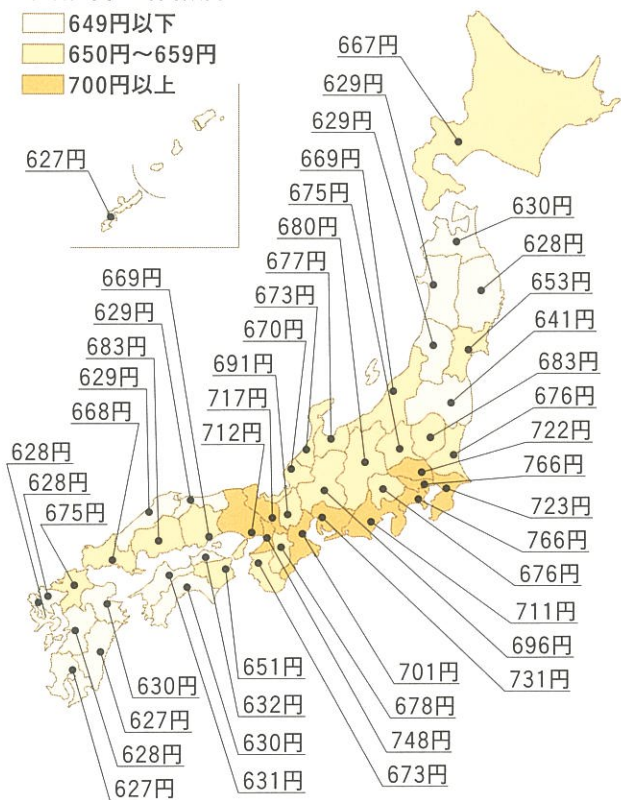 649円以下
650円～659円
700円以上
667円
629円
629円
669円
675円
680円
677円
673円
670円
691円
717円
712円
627円
669円
629円
683円
629円
668円
628円
628円
675円
630円
628円
653円
641円
683円
676円
722円
766円
723円
766円
676円
711円
696円
731円
701円
678円
748円
673円
651円
632円
630円
631円
630円
627円
628円
627円